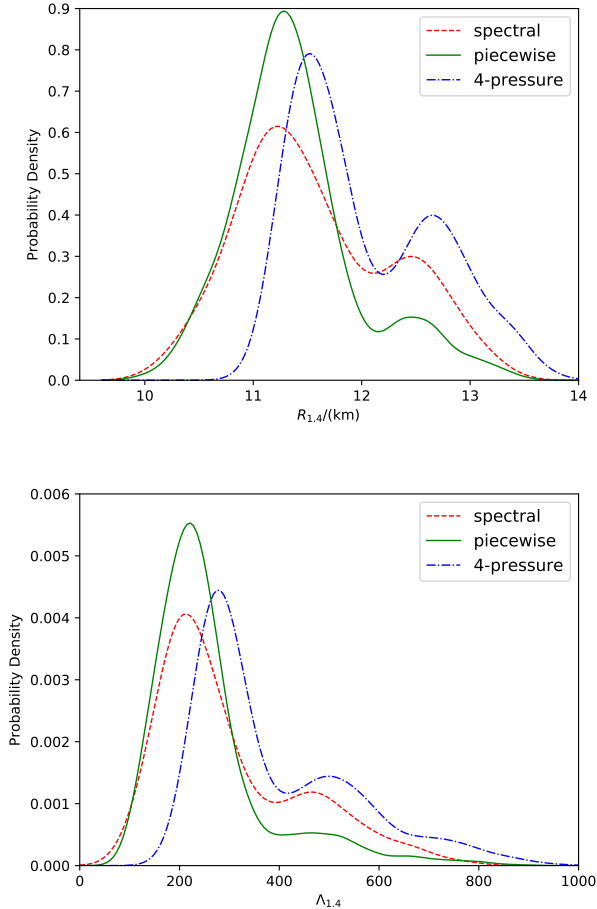 0.9
0.8
0.7
0.6
0.5
0.4
0.3
0.2
0.1
0.0
Probability Density
spectral
piecewise
4-pressure
10 11 12 13 14
R1.4/(km)
0.006
0.005
0.004
0.003
0.002
0.001
0.000
Probability Density
spectral
piecewise
4-pressure
0 200 400 600 800 1000
Λ1.4